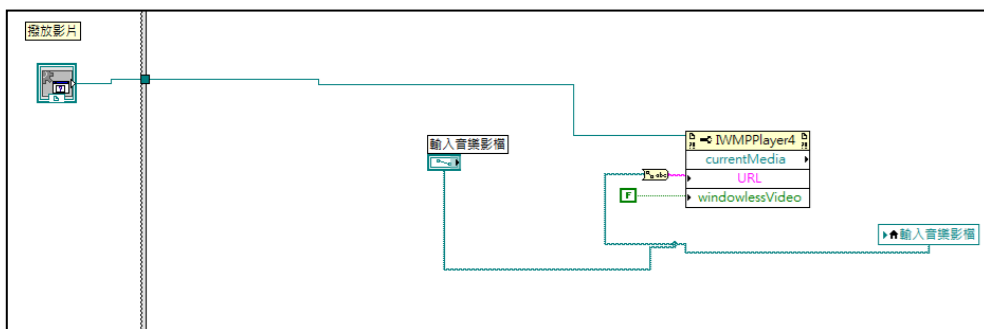 撥放影片
輸入音樂影檔
IWMPPlayer4
currentMedia
abc
URL
F
windowlessVideo
輸入音樂影檔